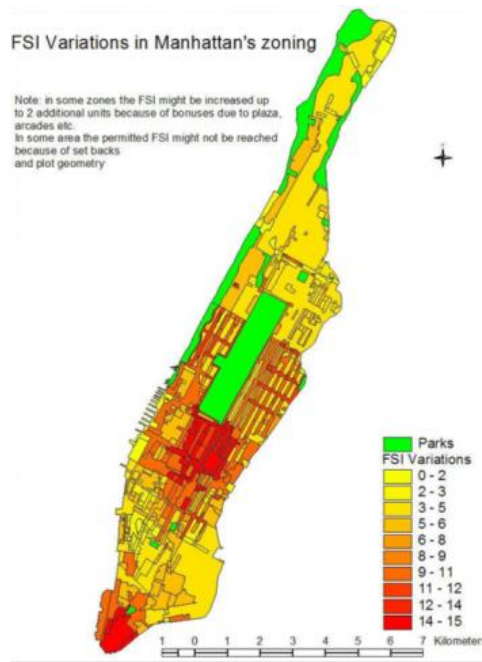 FSI Variations in Manhattan's zoning
Note: in some zones the FSI might be increased up
to 2 additional units because of bonuses due to plaza,
arcades etc.
In some area the permitted FSI might not be reached
because of set backs
and plot geometry
Parks
FSI Variations
0 - 2
2 - 3
3 - 5
5 - 6
6 - 8
8 - 9
9 - 11
11 - 12
12 - 14
14 - 15
1 0 1 2 3 4 5 6 7 Kilometer